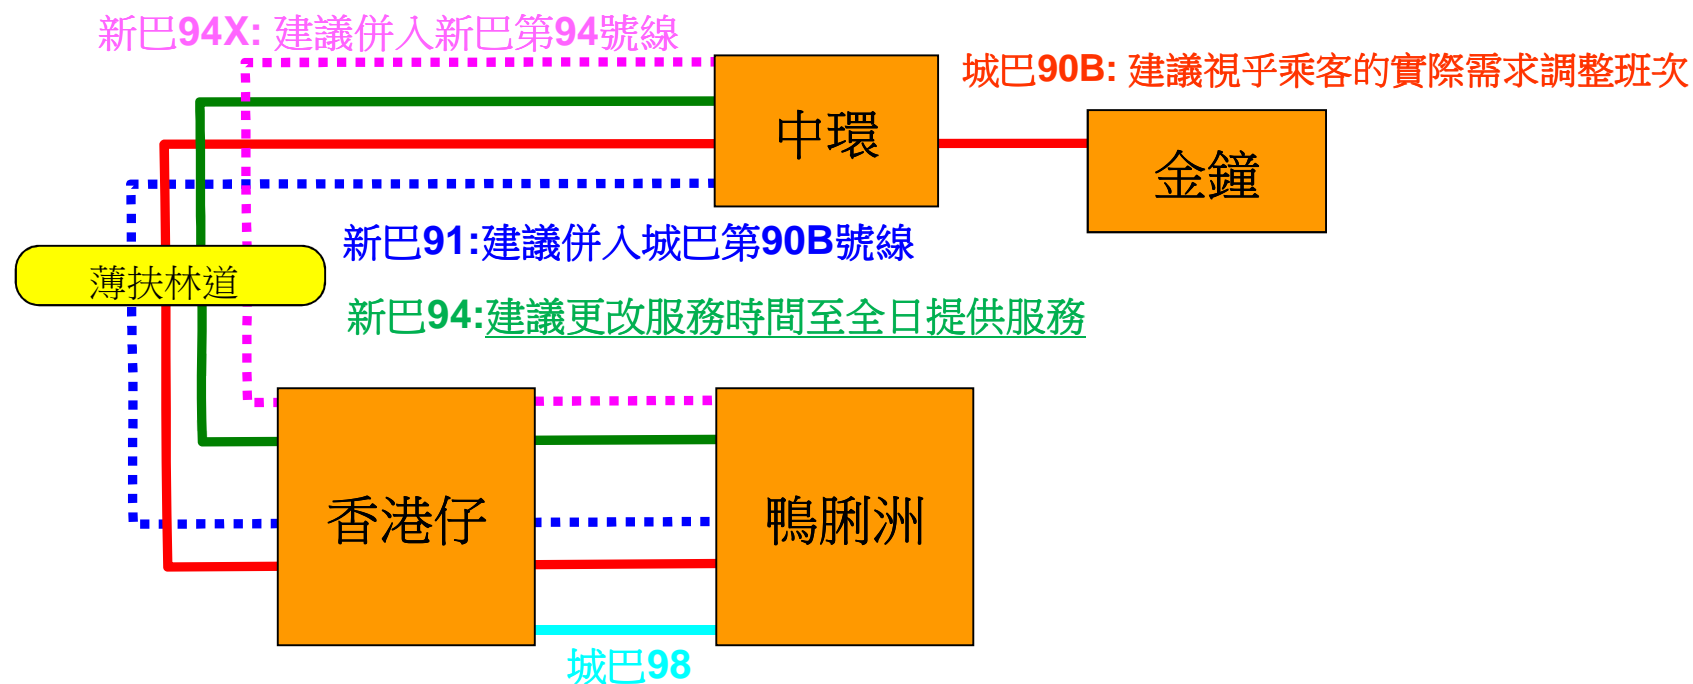 新巴94X: 建議併入新巴第94號線
城巴90B: 建議視乎乘客的實際需求調整班次
中環
金鐘
新巴91:建議併入城巴第90B號線
薄扶林道
新巴94:建議更改服務時間至全日提供服務
香港仔
鴨脷洲
城巴98